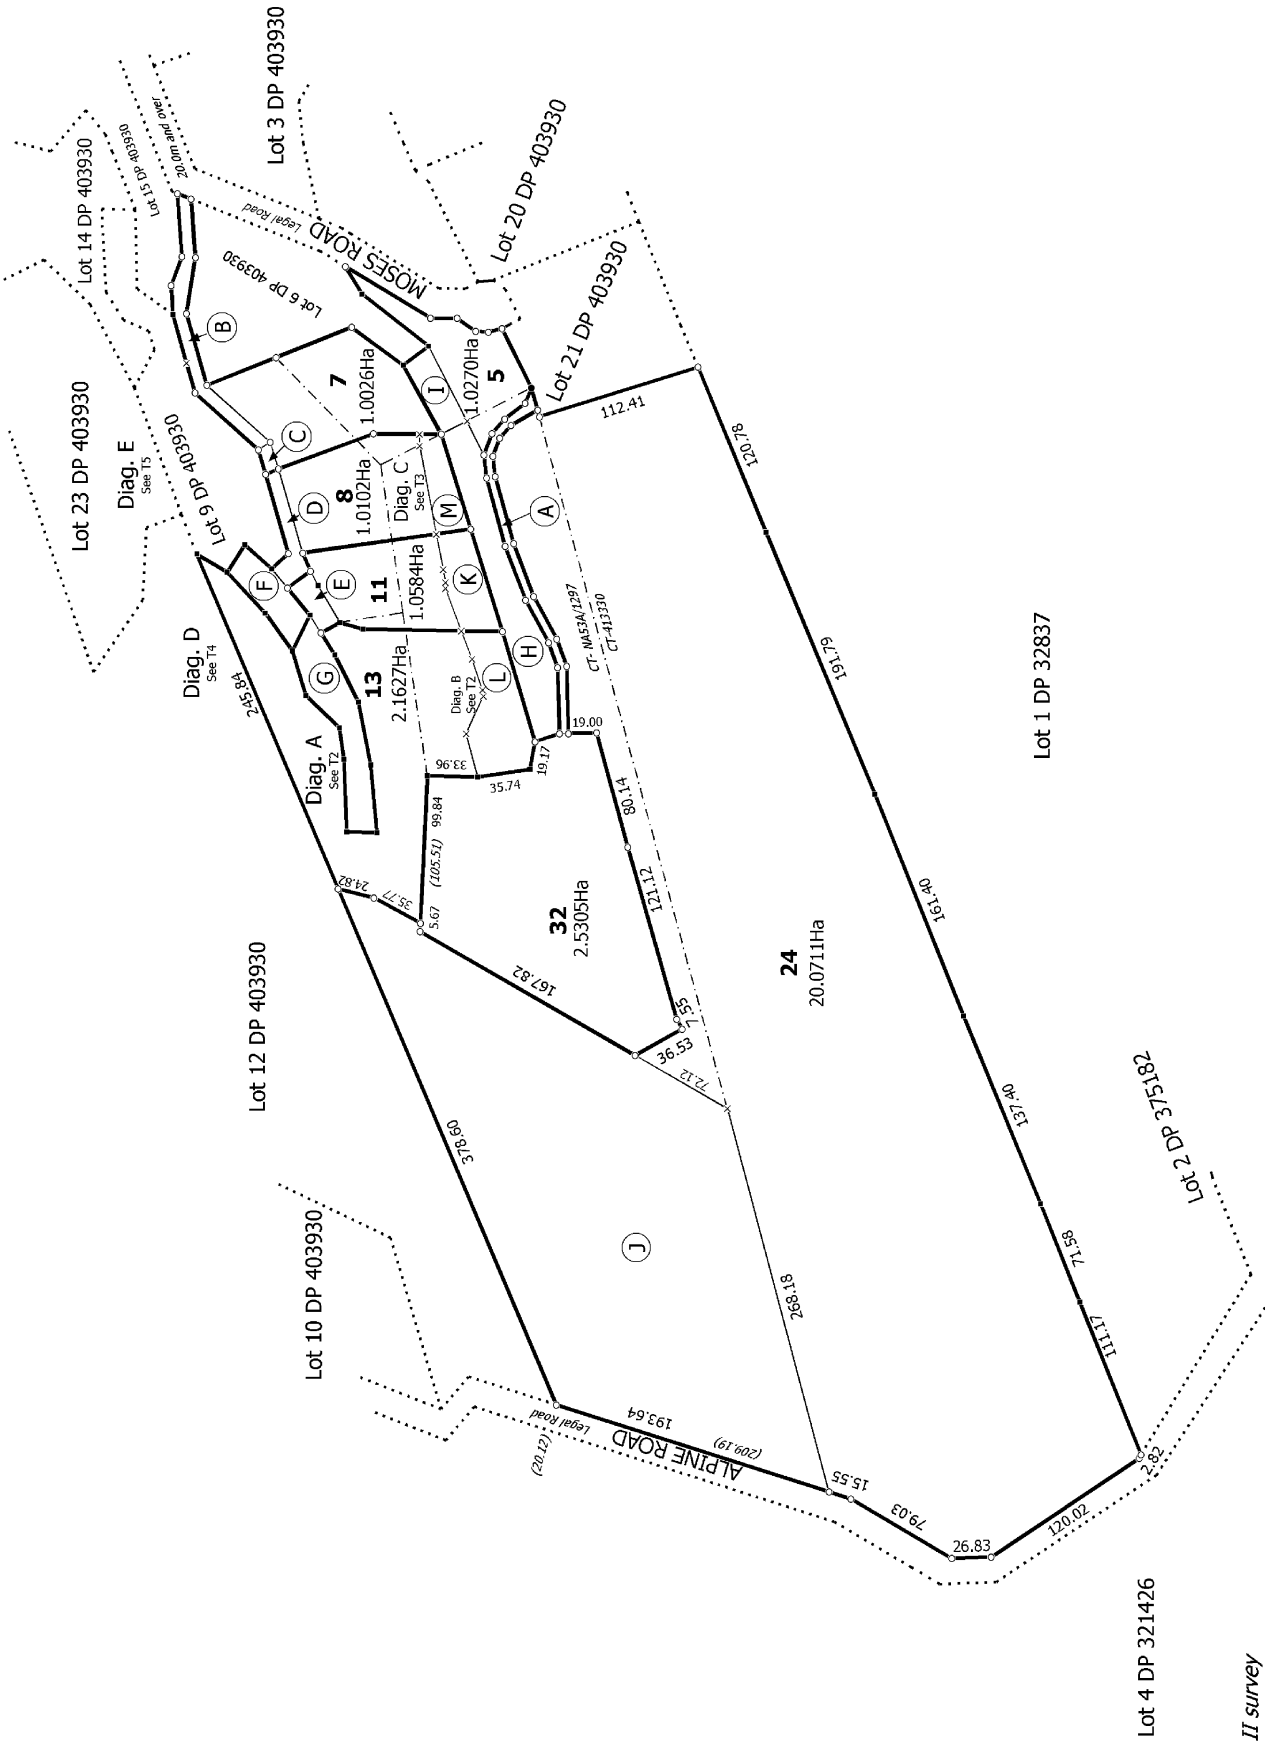 Lot 3 DP 403930
20.0m and over
Lot 15 DP 403930
Lot 14 DP 403930
Legal Road
MOSES ROAD
Lot 20 DP 403930
Lot 6 DP 403930
Lot 21 DP 403930
Lot 23 DP 403930
Diag. E
See T5
Lot 9 DP 403930
B
C
D
E
F
G
7
1.0026Ha
I
5
1.0270Ha
8
1.0102Ha
Diag. C
See T3
M
A
11
1.0584Ha
K
H
L
13
2.1627Ha
Diag. B
See T2
Diag. D
See T4
245.84
Diag. A
See T2
112.41
120.78
191.79
CT- NA53A/1297
CT-413330
Lot 1 DP 32837
19.00
19.17
33.96
35.74
80.14
121.12
99.84
(105.51)
5.67
24.82
35.77
32
2.5305Ha
167.82
7.55
36.53
72.12
24
20.0711Ha
161.40
137.40
71.58
111.17
Lot 12 DP 403930
378.60
Lot 10 DP 403930
J
268.18
Lot 2 DP 375182
Legal Road
(20.12)
193.64
(209.19)
ALPINE ROAD
15.55
79.03
26.83
120.02
2.82
Lot 4 DP 321426
II survey